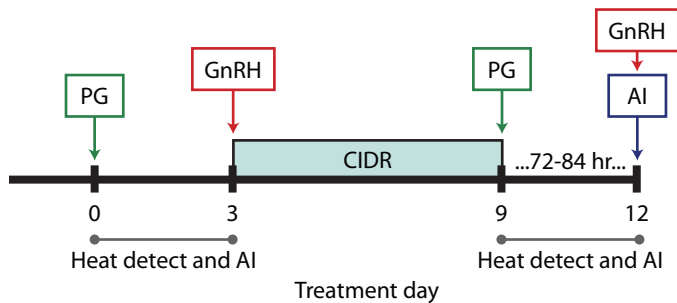 GnRH
PG
GnRH
PG
AI
CIDR
...72-84 hr...
0
3
9
12
Heat detect and AI
Heat detect and AI
Treatment day